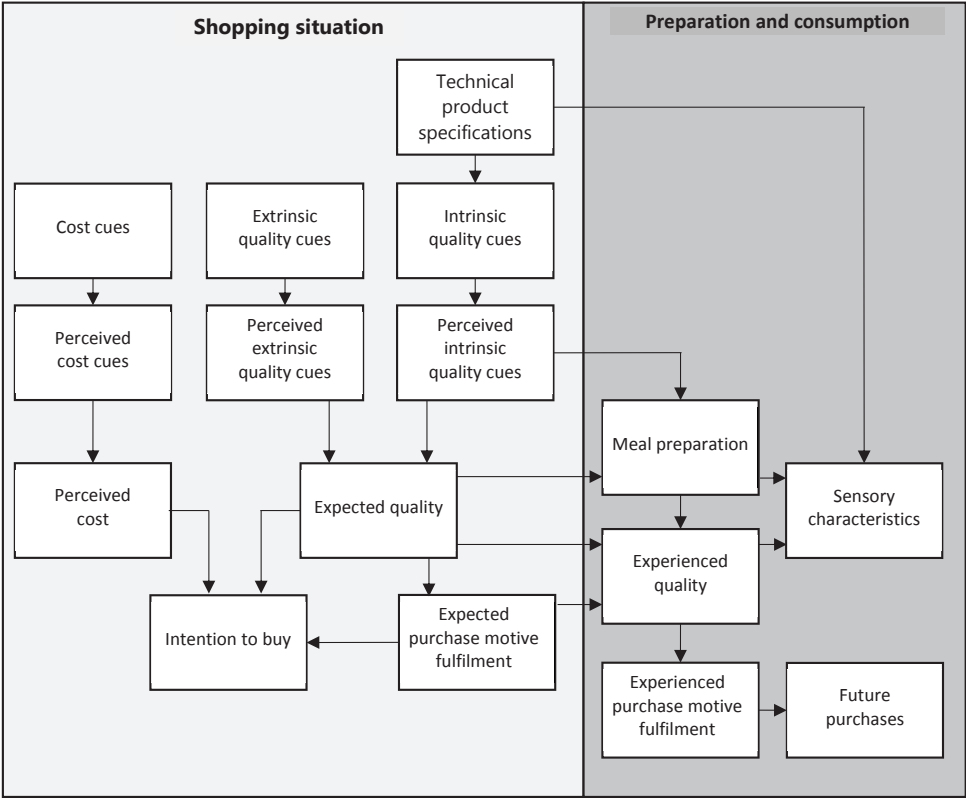 Shopping situation
Preparation and consumption
Technical
product
specifications
Cost cues
Extrinsic
quality cues
Intrinsic
quality cues
Perceived
cost cues
Perceived
extrinsic
quality cues
Perceived
intrinsic
quality cues
Meal preparation
Perceived
cost
Expected quality
Sensory
characteristics
Experienced
quality
Intention to buy
Expected
purchase motive
fulfilment
Experienced
purchase motive
fulfilment
Future
purchases